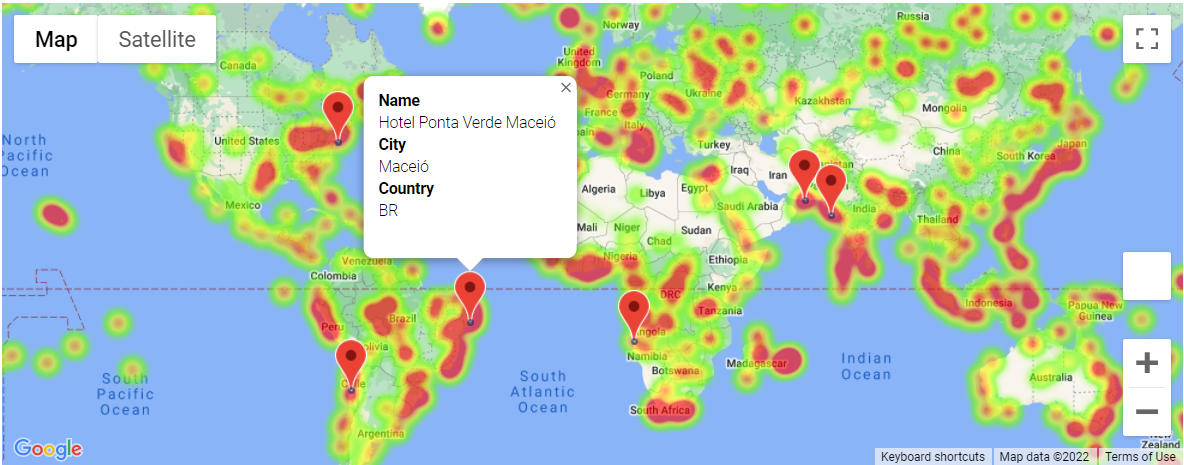 Map
Satellite
Name
Hotel Ponta Verde Maceió
City
Maceió
Country
BR
Norway
Russia
Canada
United
Kingdom
Poland
Germany
Ukraine
Kazakhstan
Mongolia
France
Italy
North
Pacific
Ocean
United States
Turkey
China
South Korea
Japan
Iraq
Iran
Algeria
Libya
Egypt
Saudi Arabia
India
Mexico
Thailand
Mali
Niger
Chad
Sudan
Nigeria
Ethiopia
Venezuela
Colombia
Kenya
DRC
Indonesia
Papua New
Guinea
Tanzania
Brazil
Peru
Bolivia
Angola
Namibia
Botswana
Madagascar
Indian
Ocean
South
Pacific
Ocean
Chile
South
Atlantic
Ocean
Australia
South Africa
Argentina
New
Zealand
Google
Keyboard shortcuts
Map data ©2022
Terms of Use